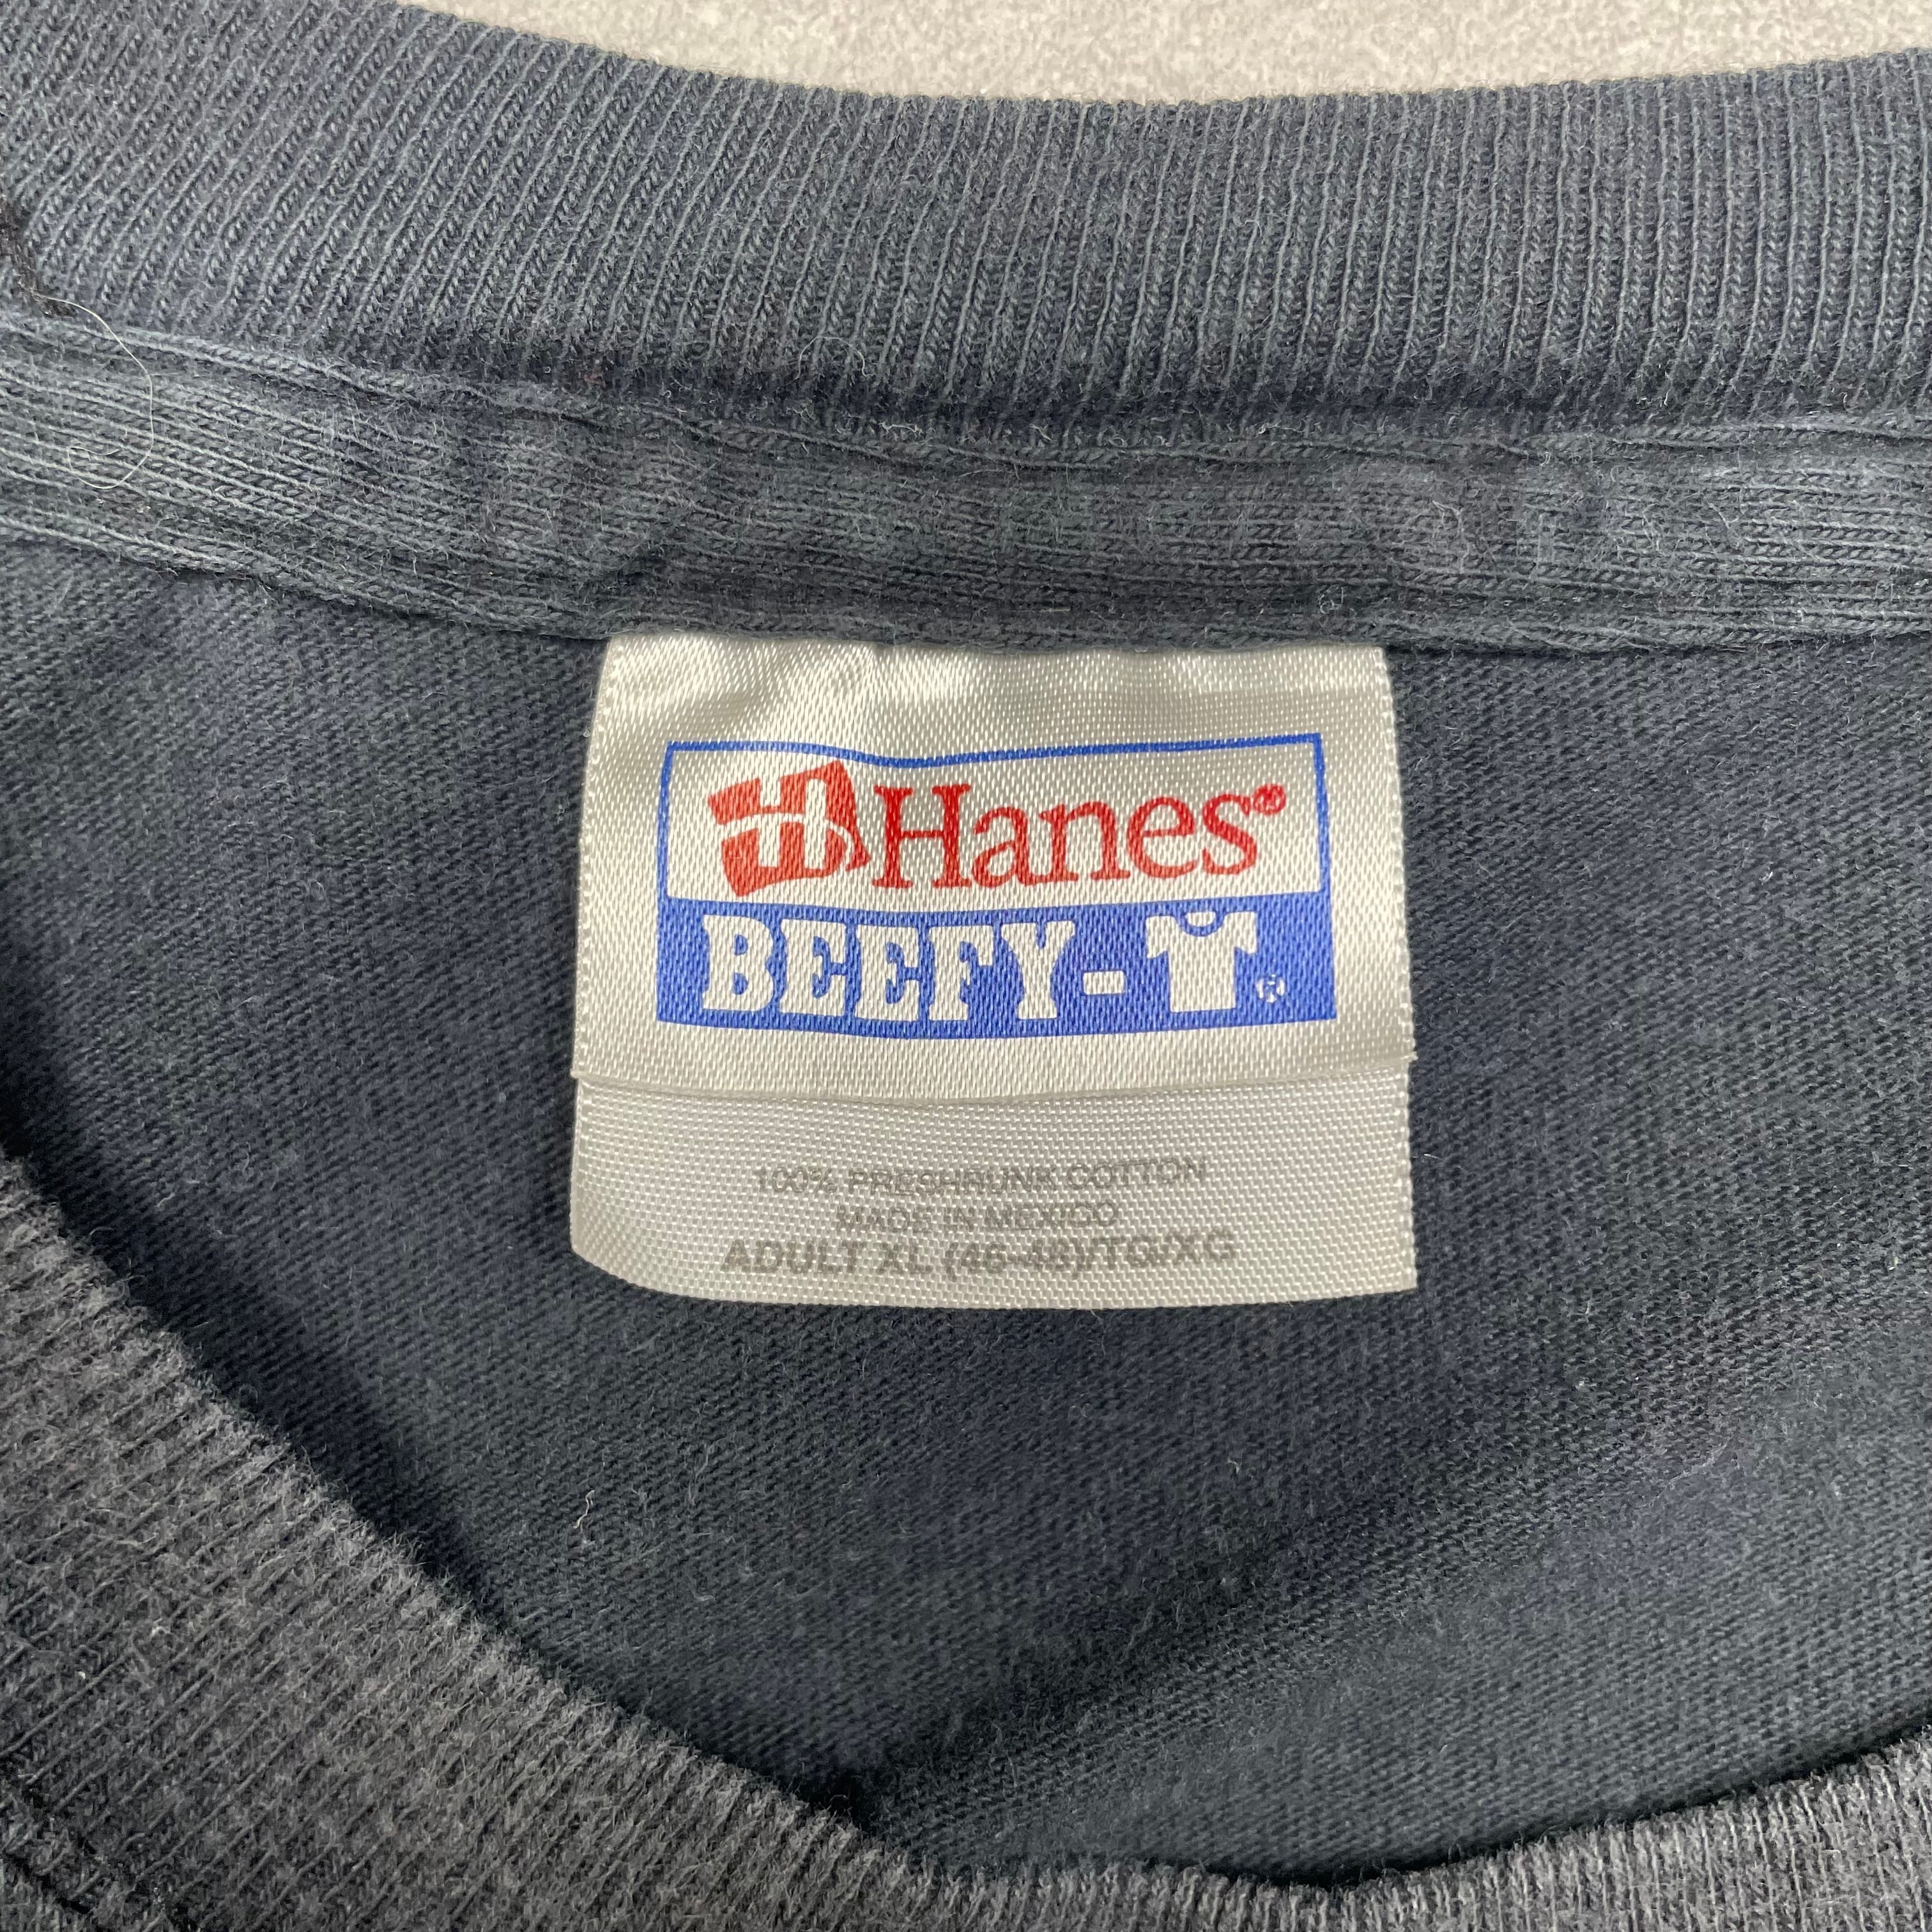 Hanes®
BEEFY-T®
100% PRESHRUNK COTTON
MADE IN MEXICO
ADULT XL (46-48)/TG/XG